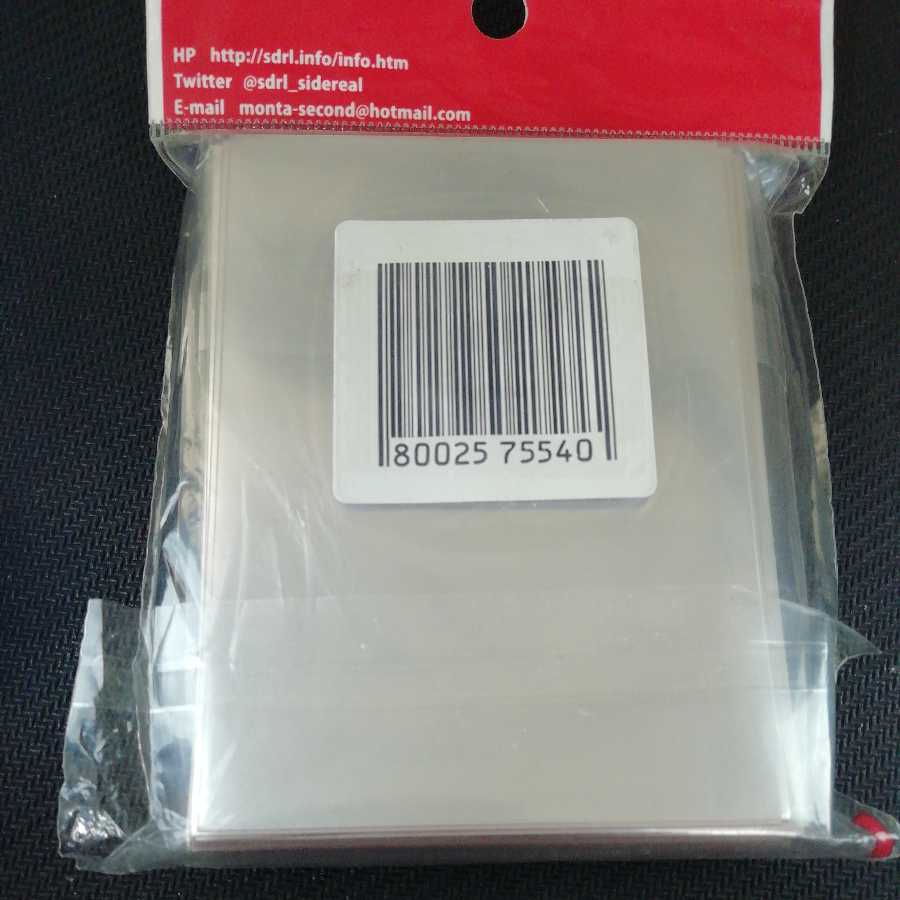 HP http://sdrl.info/info.htm
Twitter @sdrl_sidereal
E-mail monta-second@hotmail.com
80025 75540